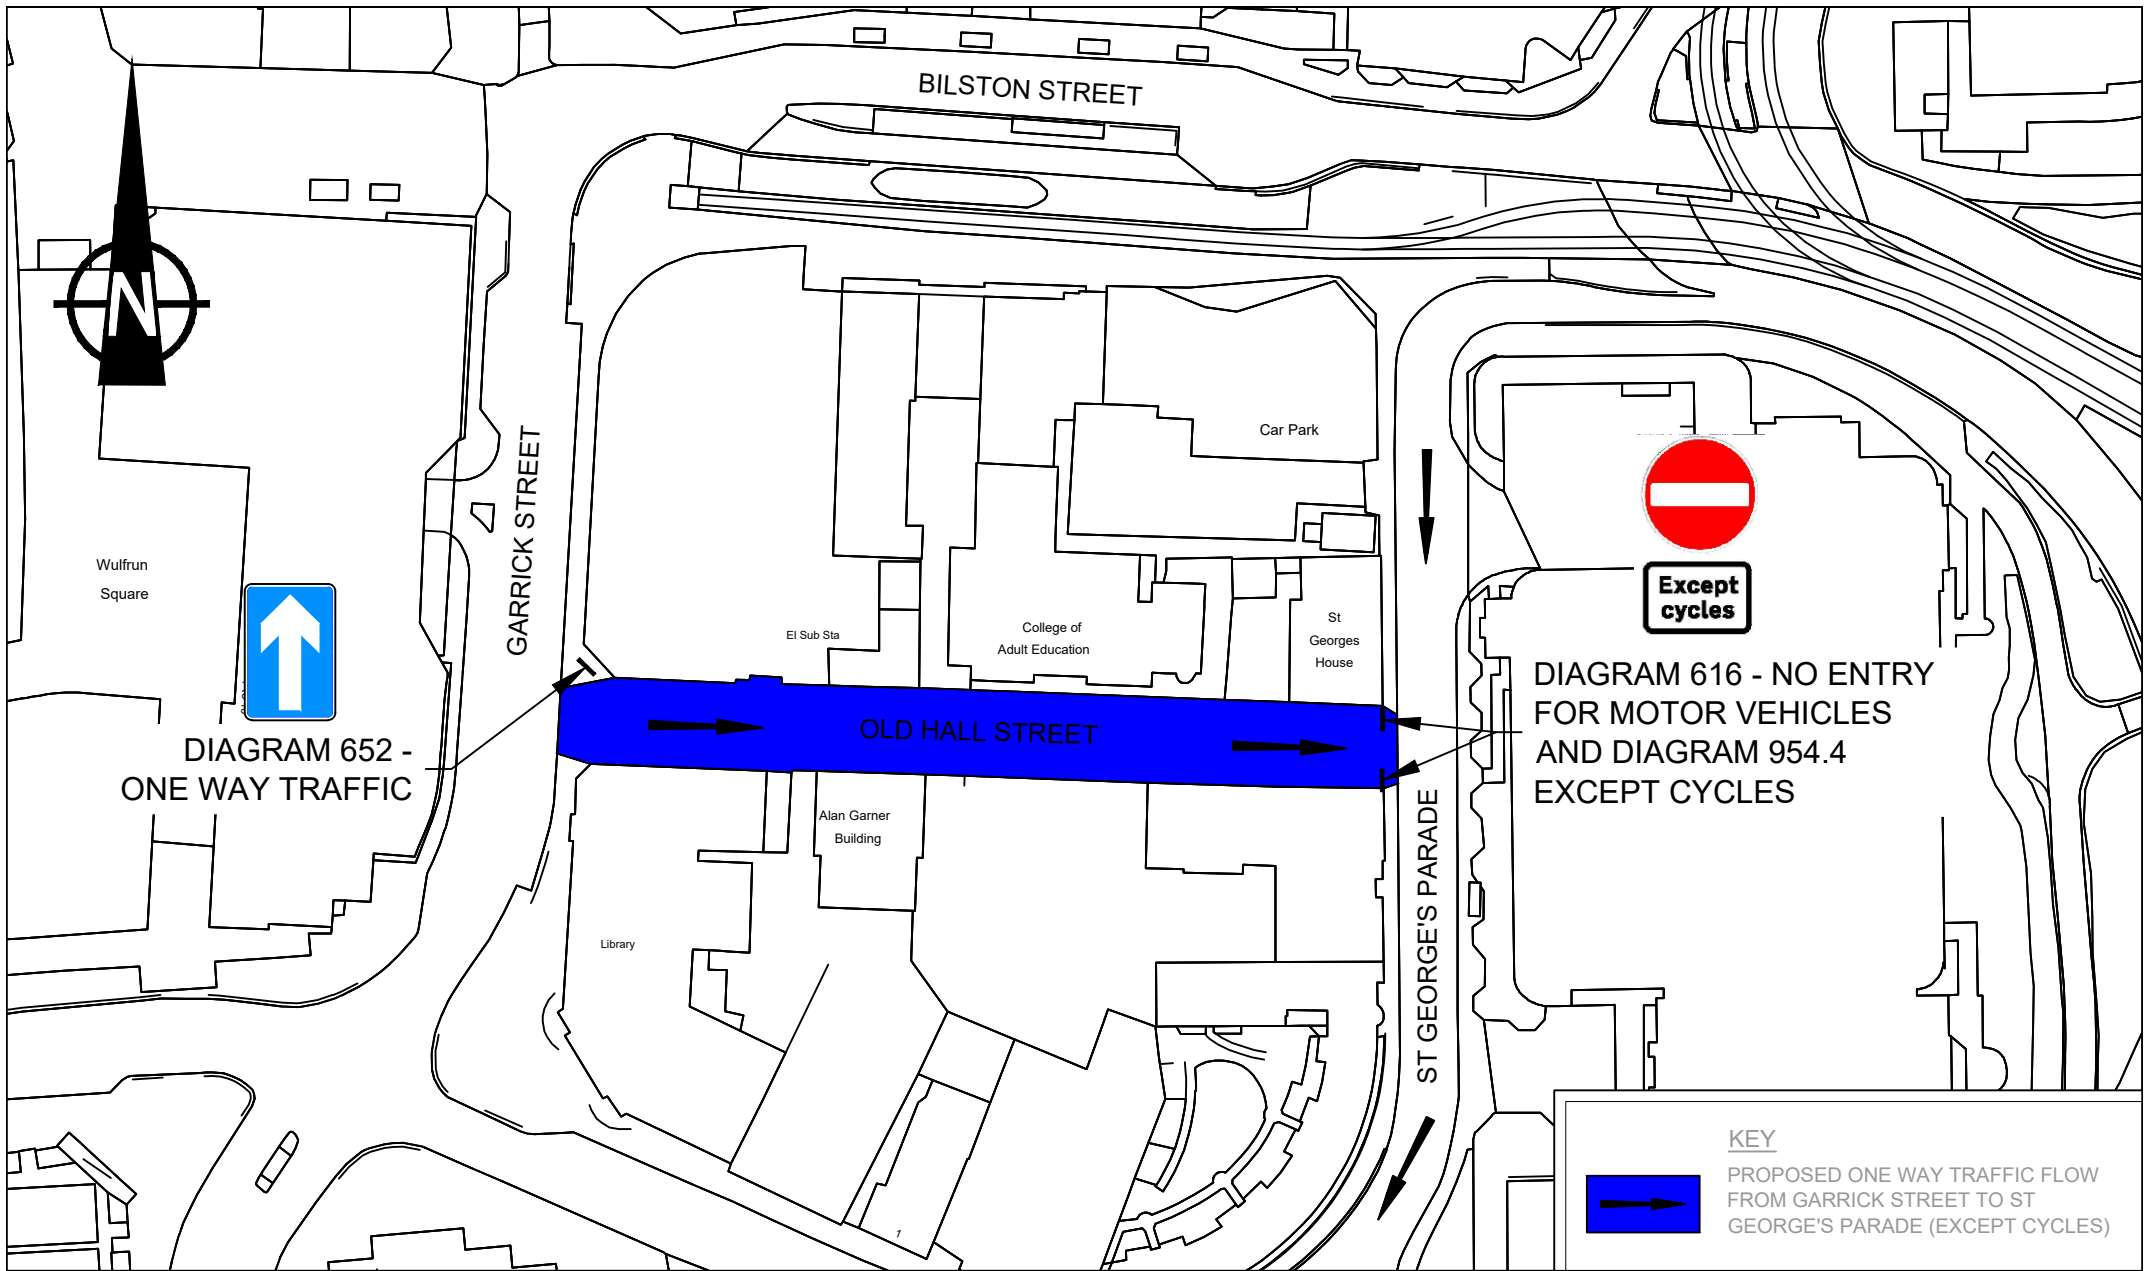 BILSTON STREET
N
GARRICK STREET
Car Park
Wulfrun
Square
El Sub Sta
College of
Adult Education
St
Georges
House
Except
cycles
DIAGRAM 652 -
ONE WAY TRAFFIC
OLD HALL STREET
DIAGRAM 616 - NO ENTRY
FOR MOTOR VEHICLES
AND DIAGRAM 954.4
EXCEPT CYCLES
Alan Garner
Building
Library
ST GEORGE'S PARADE
1
KEY
PROPOSED ONE WAY TRAFFIC FLOW
FROM GARRICK STREET TO ST
GEORGE'S PARADE (EXCEPT CYCLES)